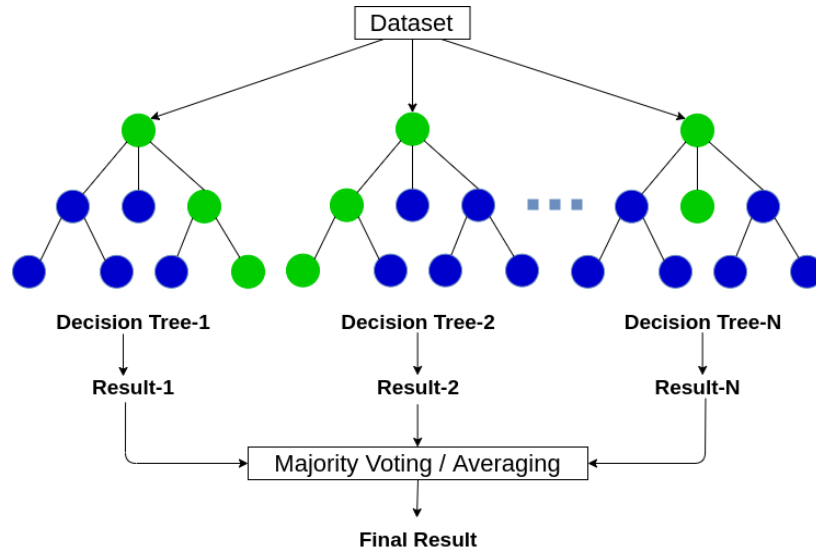 Dataset
Decision Tree-1
Decision Tree-2
Decision Tree-N
Result-1
Result-2
Result-N
Majority Voting / Averaging
Final Result